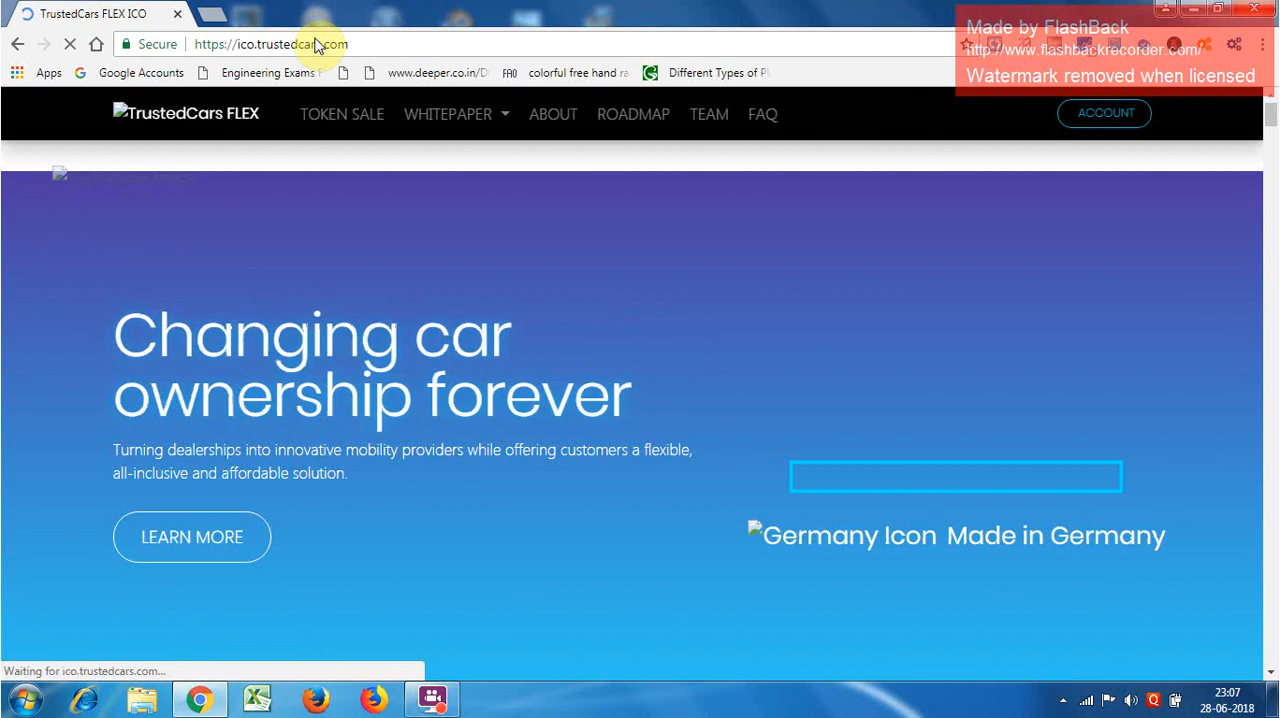 TrustedCars FLEX ICO
Made by FlashBack
http://www.flashbackrecorder.com/
Watermark removed when licensed
Secure
https://ico.trustedcars.com
Apps
Google Accounts
Engineering Exams
www.deeper.co.in/D
colorful free hand ra
Different Types of Pu
TrustedCars FLEX
TOKEN SALE
WHITEPAPER
ABOUT
ROADMAP
TEAM
FAQ
ACCOUNT
Changing car
ownership forever
Turning dealerships into innovative mobility providers while offering customers a flexible,
all-inclusive and affordable solution.
LEARN MORE
Germany Icon Made in Germany
Waiting for ico.trustedcars.com...
23:07
28-06-2018